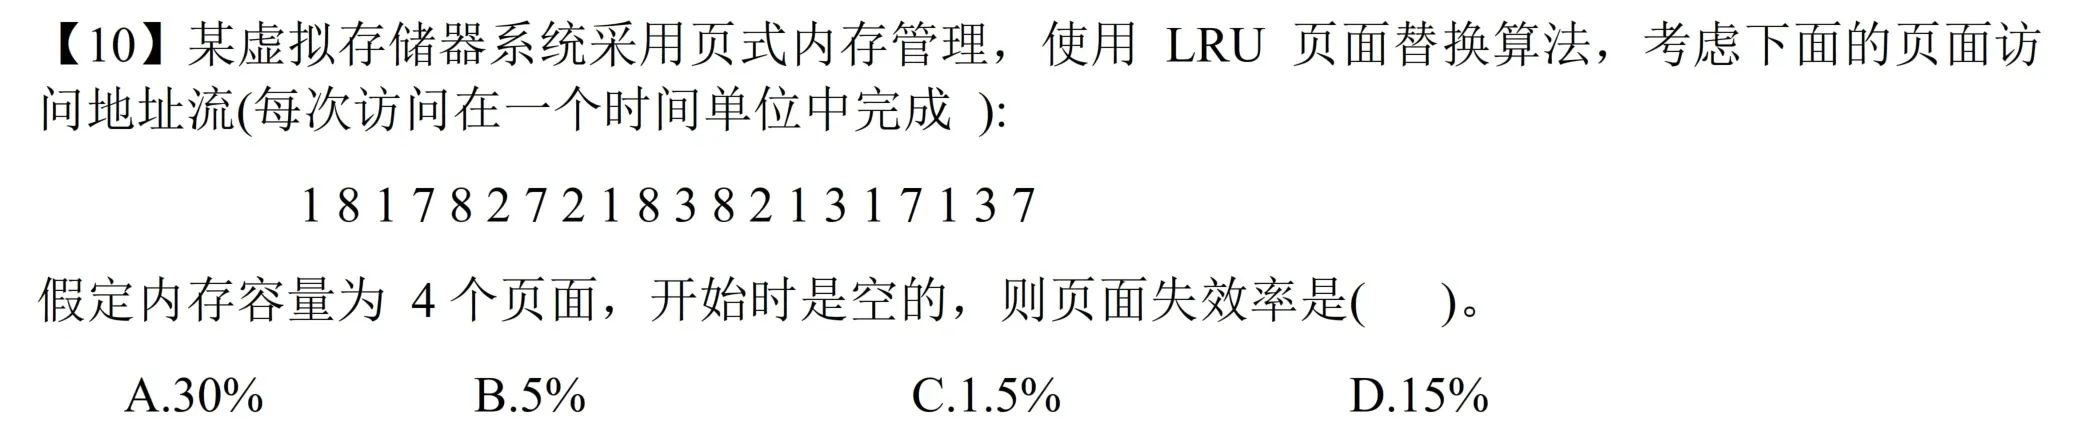 【10】某虚拟存储器系统采用页式内存管理，使用 LRU 页面替换算法，考虑下面的页面访
问地址流(每次访问在一个时间单位中完成 ):
1 8 1 7 8 2 7 2 1 8 3 8 2 1 3 1 7 1 3 7
假定内存容量为 4 个页面，开始时是空的，则页面失效率是( )。
A.30% B.5% C.1.5% D.15%